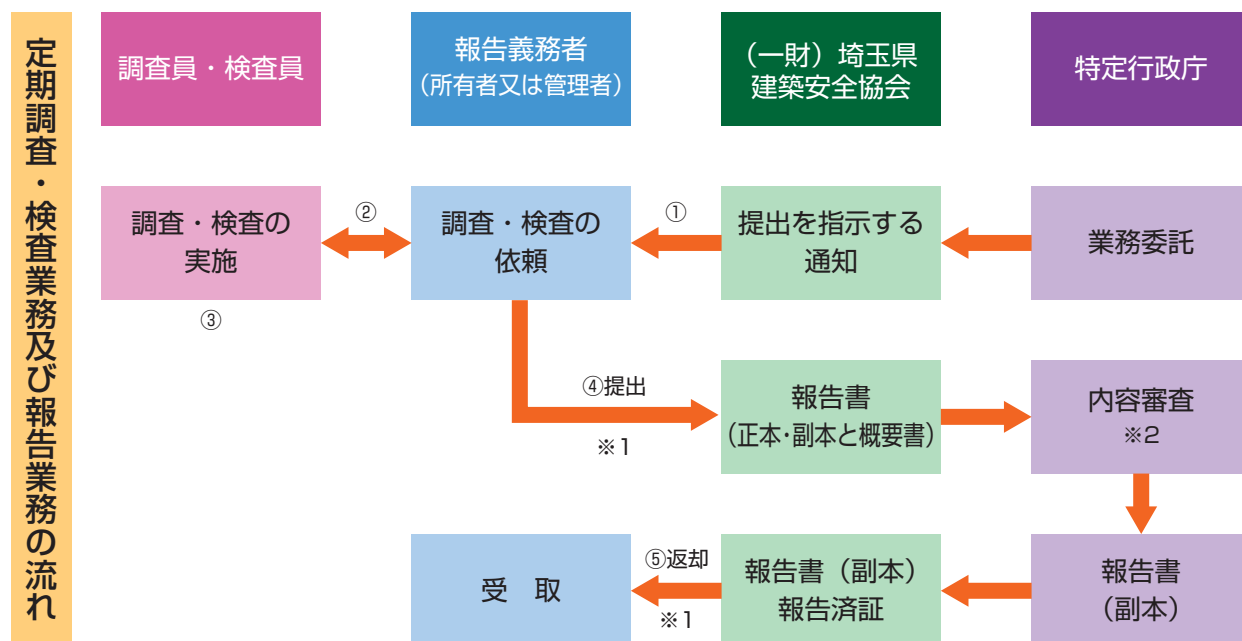 定期調査・検査業務及び報告業務の流れ
調査員・検査員
報告義務者
（所有者又は管理者）
（一財）埼玉県
建築安全協会
特定行政庁
調査・検査の
実施
③
②
調査・検査の
依頼
①
提出を指示する
通知
業務委託
④提出
※1
報告書
（正本・副本と概要書）
内容審査
※2
受　取
⑤返却
※1
報告書（副本）
報告済証
報告書
（副本）